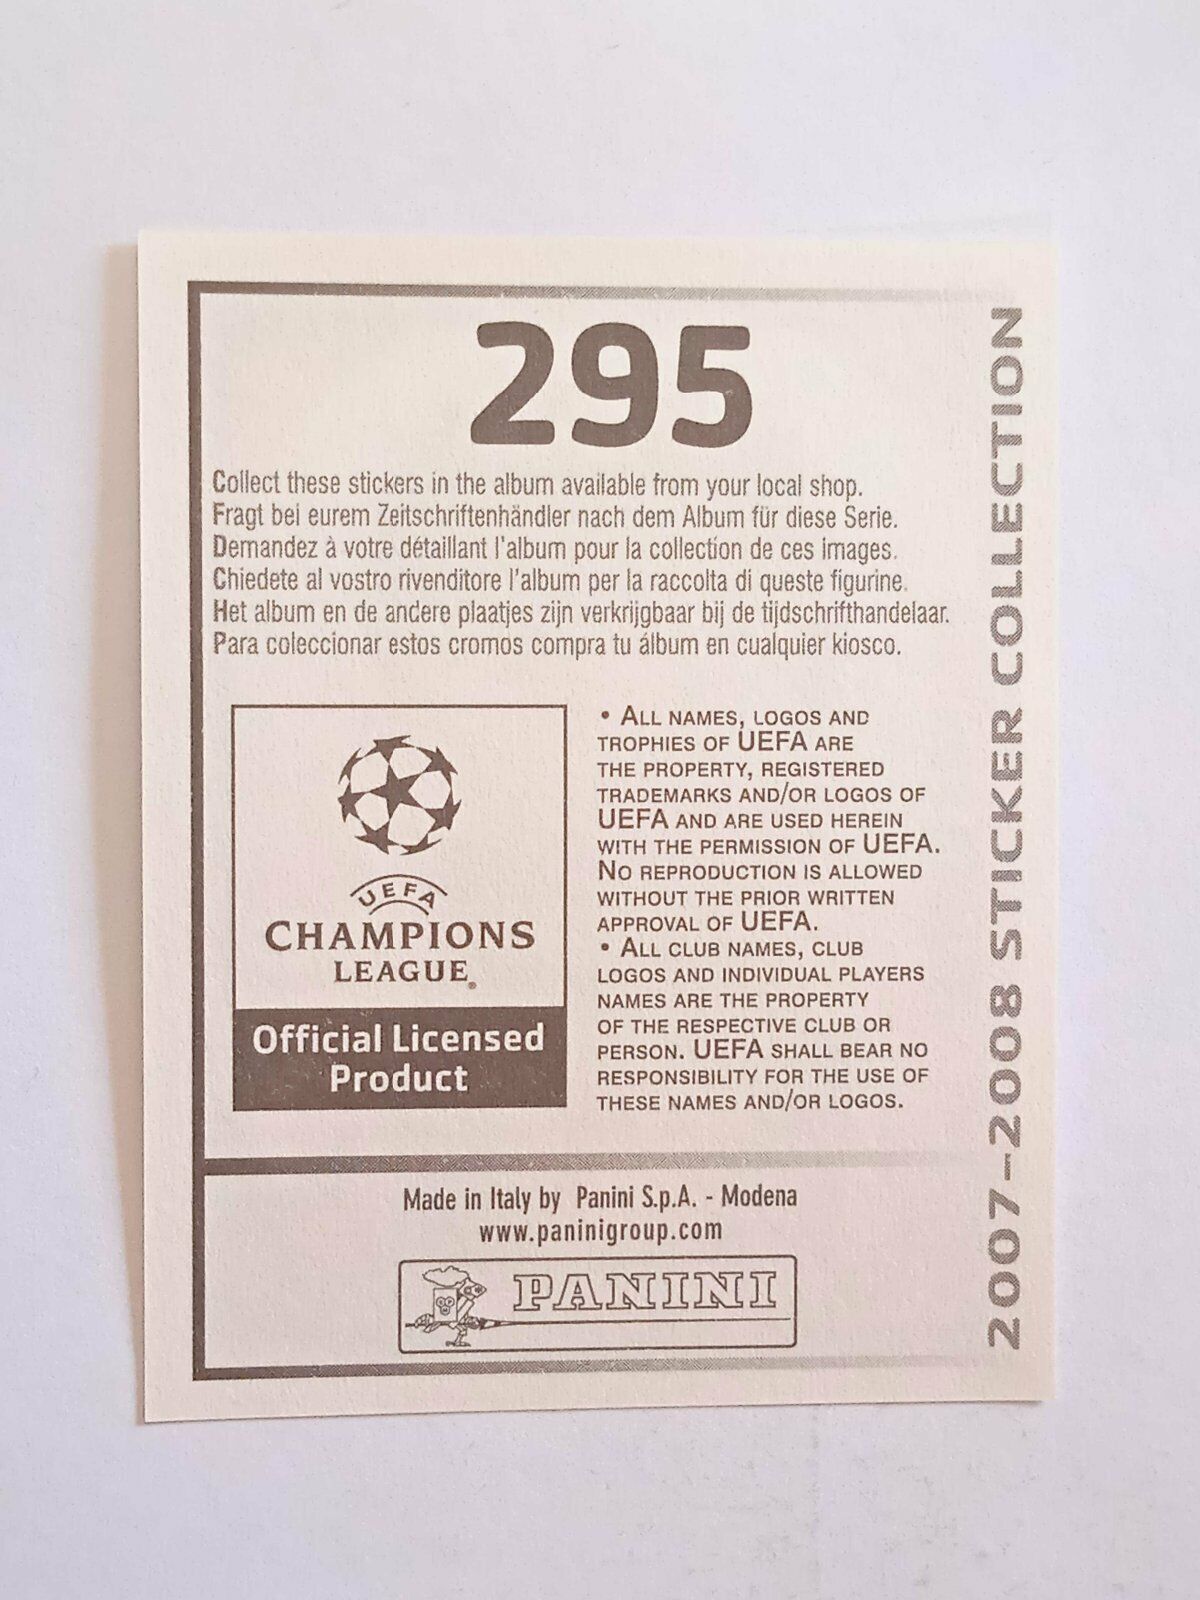 295
Collect these stickers in the album available from your local shop.
Fragt bei eurem Zeitschriftenhändler nach dem Album für diese Serie.
Demandez à votre détaillant l'album pour la collection de ces images.
Chiedete al vostro rivenditore l'album per la raccolta di queste figurine.
Het album en de andere plaatjes zijn verkrijgbaar bij de tijdschrifthandelaar.
Para coleccionar estos cromos compra tu álbum en cualquier kiosco.
UEFA
CHAMPIONS
LEAGUE®
Official Licensed
Product
• ALL NAMES, LOGOS AND
TROPHIES OF UEFA ARE
THE PROPERTY, REGISTERED
TRADEMARKS AND/OR LOGOS OF
UEFA AND ARE USED HEREIN
WITH THE PERMISSION OF UEFA.
NO REPRODUCTION IS ALLOWED
WITHOUT THE PRIOR WRITTEN
APPROVAL OF UEFA.
• ALL CLUB NAMES, CLUB
LOGOS AND INDIVIDUAL PLAYERS
NAMES ARE THE PROPERTY
OF THE RESPECTIVE CLUB OR
PERSON. UEFA SHALL BEAR NO
RESPONSIBILITY FOR THE USE OF
THESE NAMES AND/OR LOGOS.
Made in Italy by Panini S.p.A. - Modena
www.paninigroup.com
PANINI
2007-2008 STICKER COLLECTION